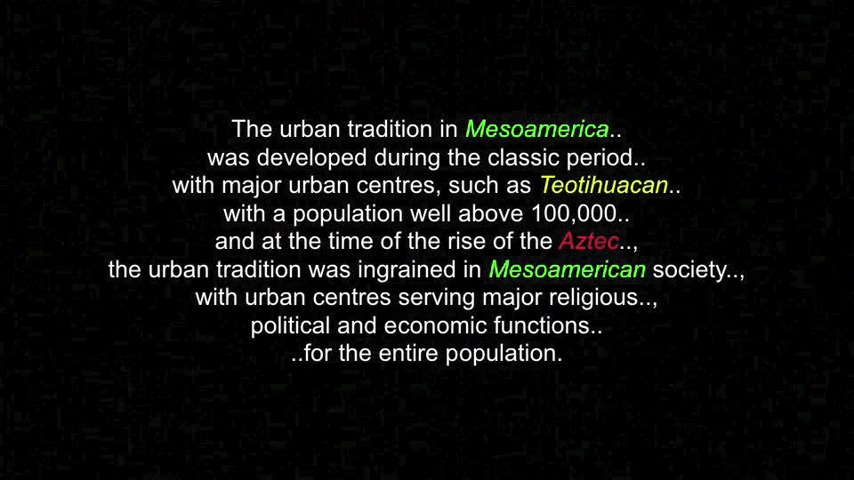 The urban tradition in Mesoamerica..
was developed during the classic period..
with major urban centres, such as Teotihuacan..
with a population well above 100,000..
and at the time of the rise of the Aztec..,
the urban tradition was ingrained in Mesoamerican society..,
with urban centres serving major religious..,
political and economic functions..
..for the entire population.